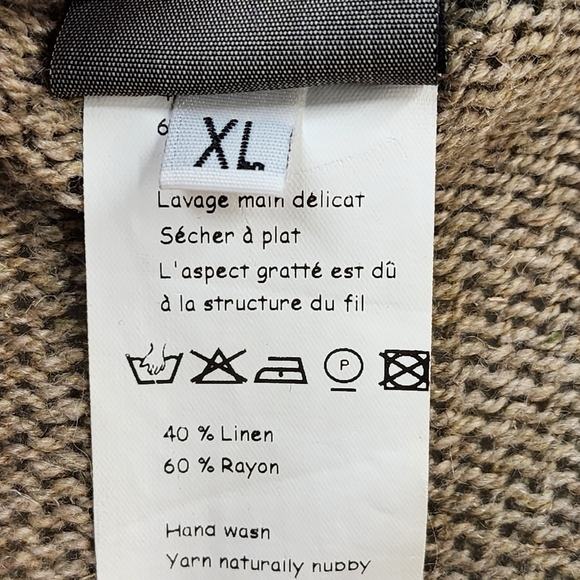 XL
6
Lavage main délicat
Sécher à plat
L'aspect gratté est dû
à la structure du fil
P
40 % Linen
60 % Rayon
Hand wash
Yarn naturally nubby